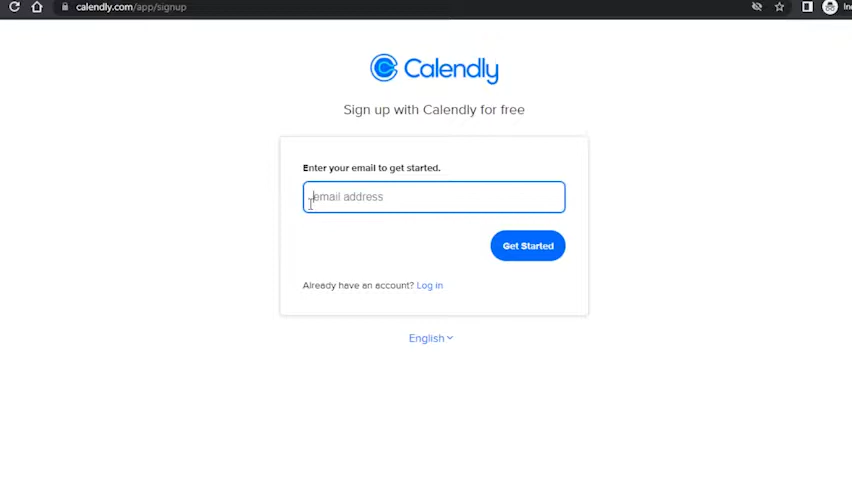 calendly.com/app/signup
Calendly
Sign up with Calendly for free
Enter your email to get started.
email address
Get Started
Already have an account? Log in
English